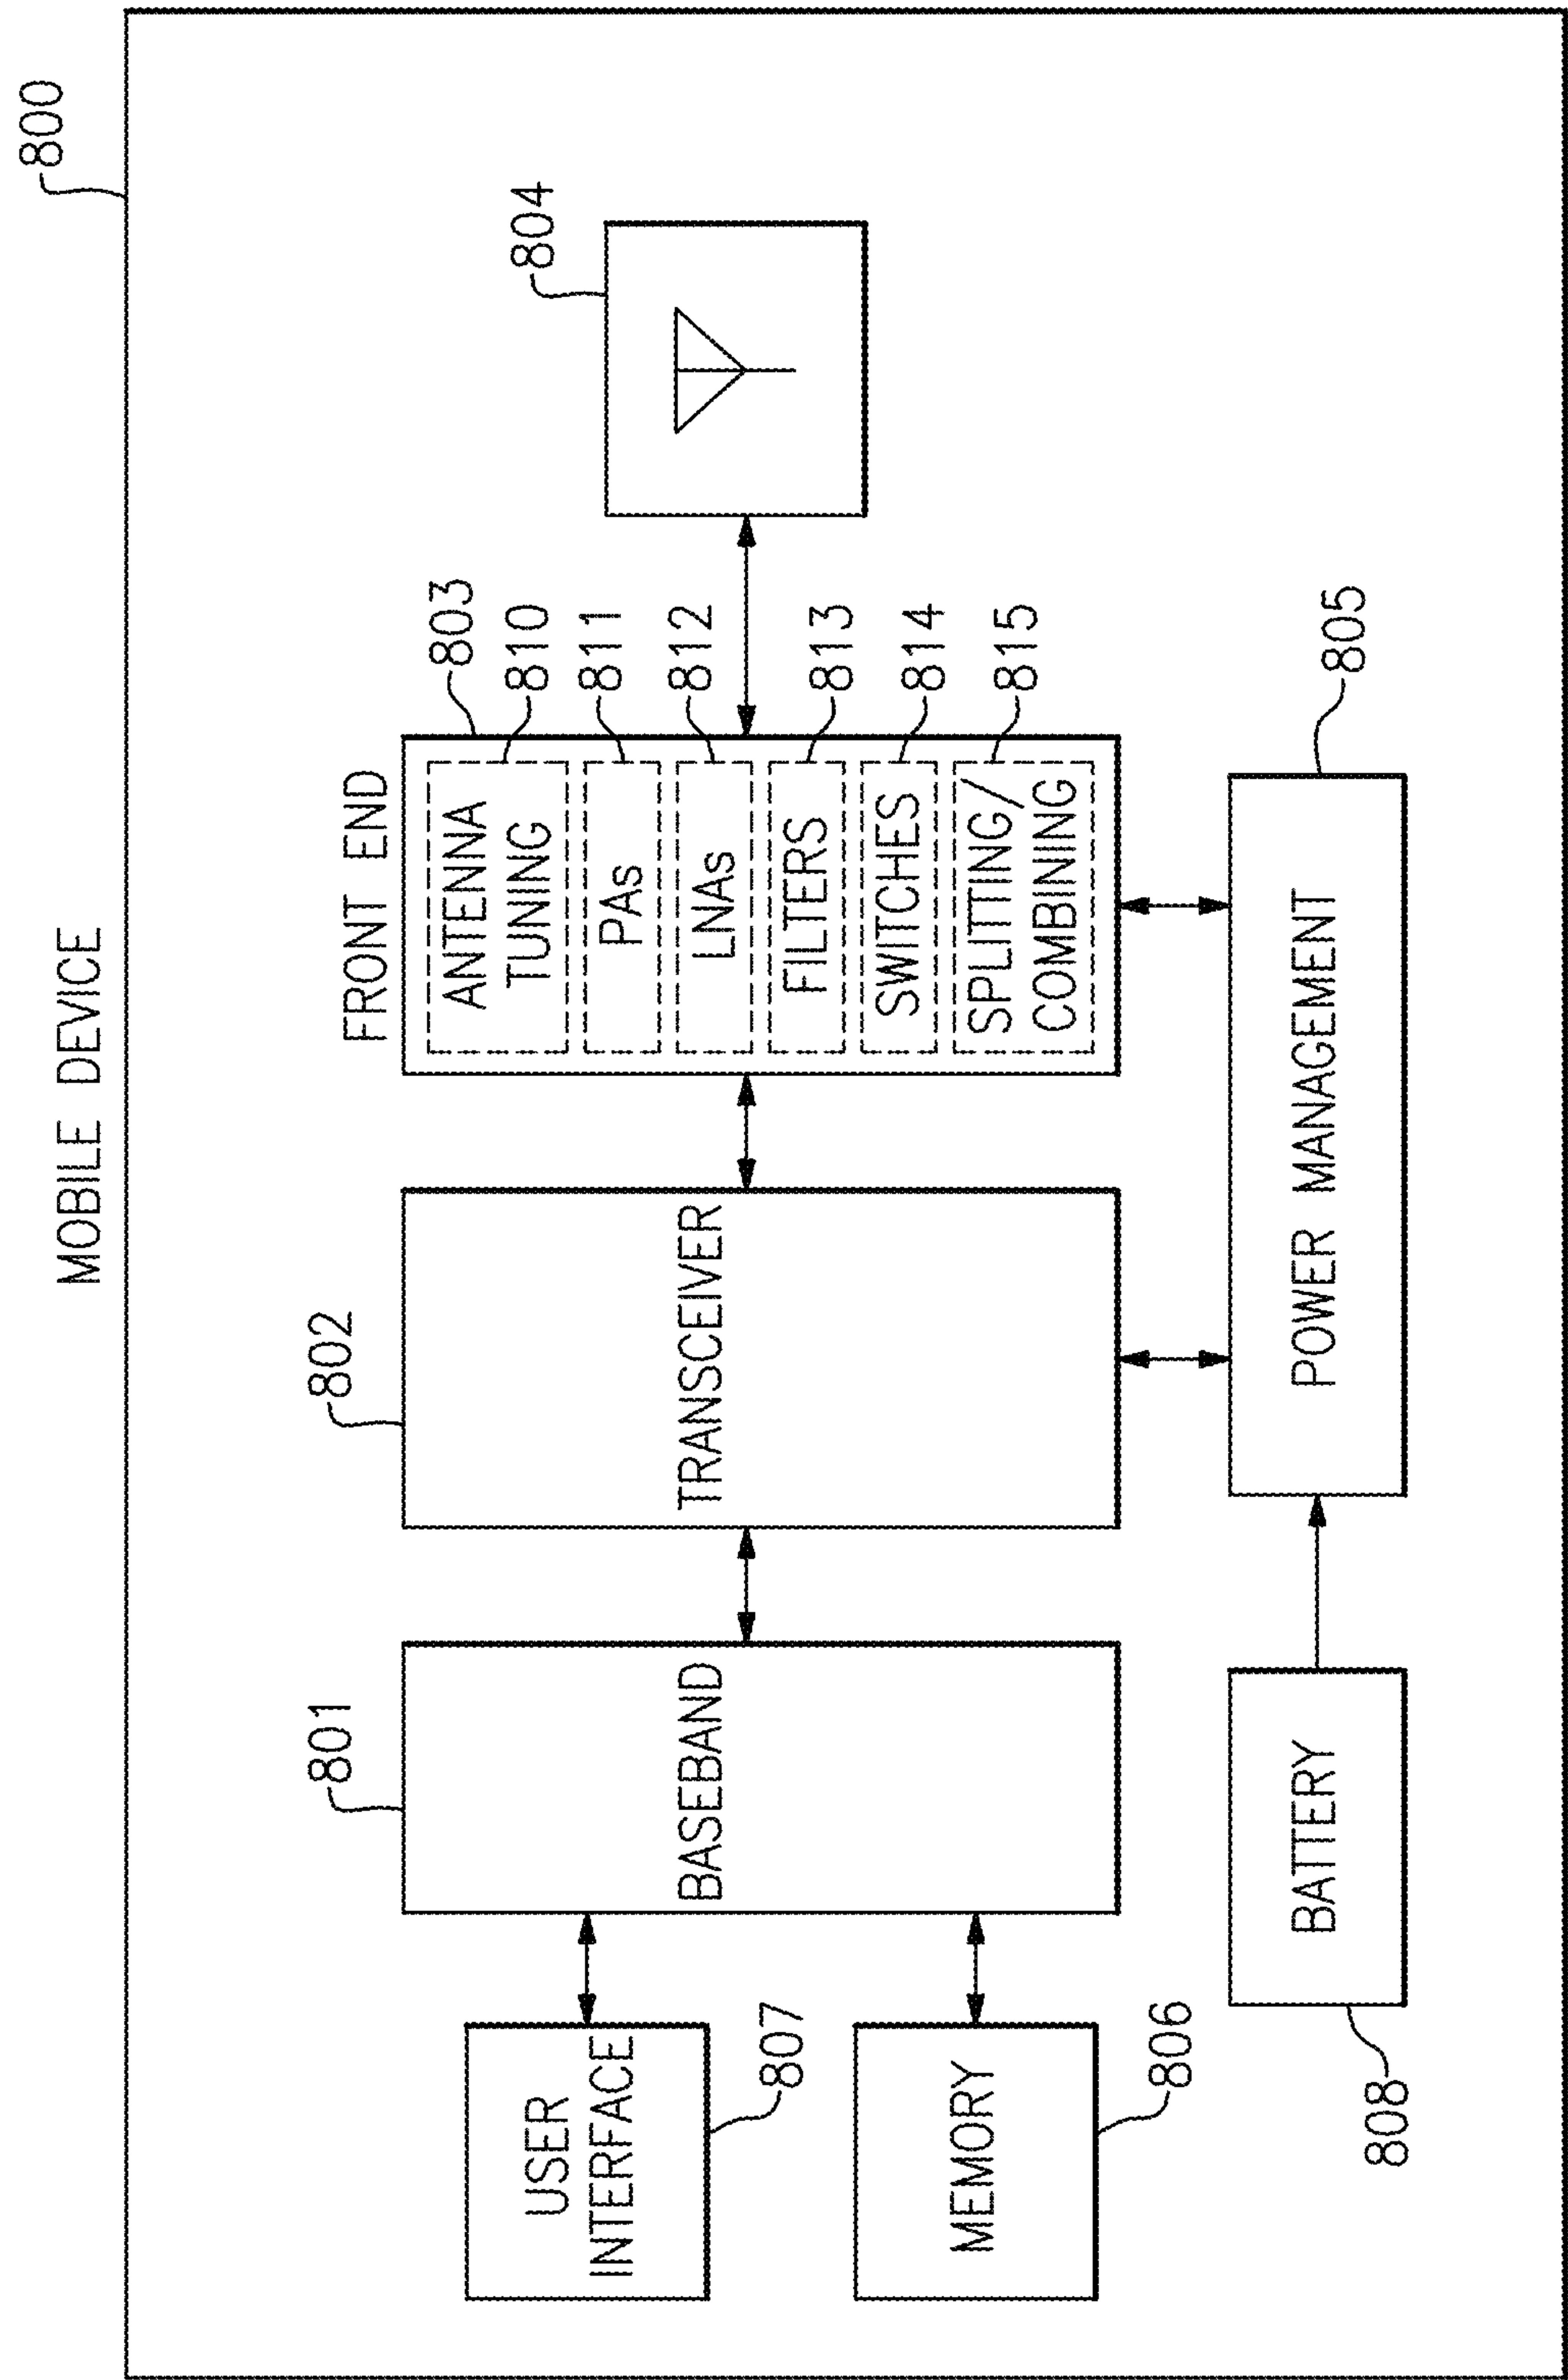 MOBILE DEVICE
800
FRONT END
803
802
801
ANTENNA
TUNING
810
PAs
811
804
USER
INTERFACE
807
BASEBAND
TRANSCEIVER
LNAs
812
FILTERS
813
SWITCHES
814
SPLITTING/
COMBINING
815
MEMORY
806
BATTERY
808
POWER MANAGEMENT
805